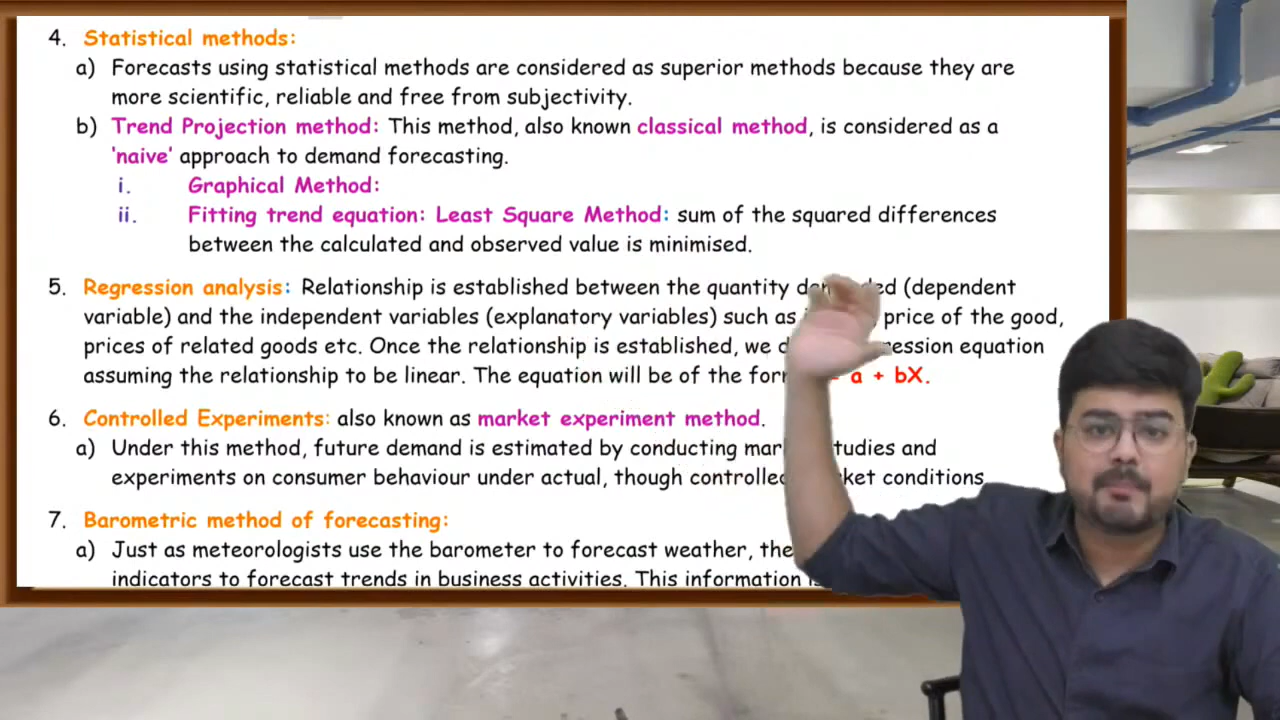 4. Statistical methods:
a) Forecasts using statistical methods are considered as superior methods because they are
more scientific, reliable and free from subjectivity.
b) Trend Projection method: This method, also known classical method, is considered as a
'naive' approach to demand forecasting.
i. Graphical Method:
ii. Fitting trend equation: Least Square Method: sum of the squared differences
between the calculated and observed value is minimised.
5. Regression analysis: Relationship is established between the quantity (dependent
variable) and the independent variables (explanatory variables) such as price of the good,
prices of related goods etc. Once the relationship is established, we equation
assuming the relationship to be linear. The equation will be of the a + bX.
6. Controlled Experiments: also known as market experiment method.
a) Under this method, future demand is estimated by conducting and
experiments on consumer behaviour under actual, though controlled conditions
7. Barometric method of forecasting:
a) Just as meteorologists use the barometer to forecast weather,
indicators to forecast trends in business activities. This information